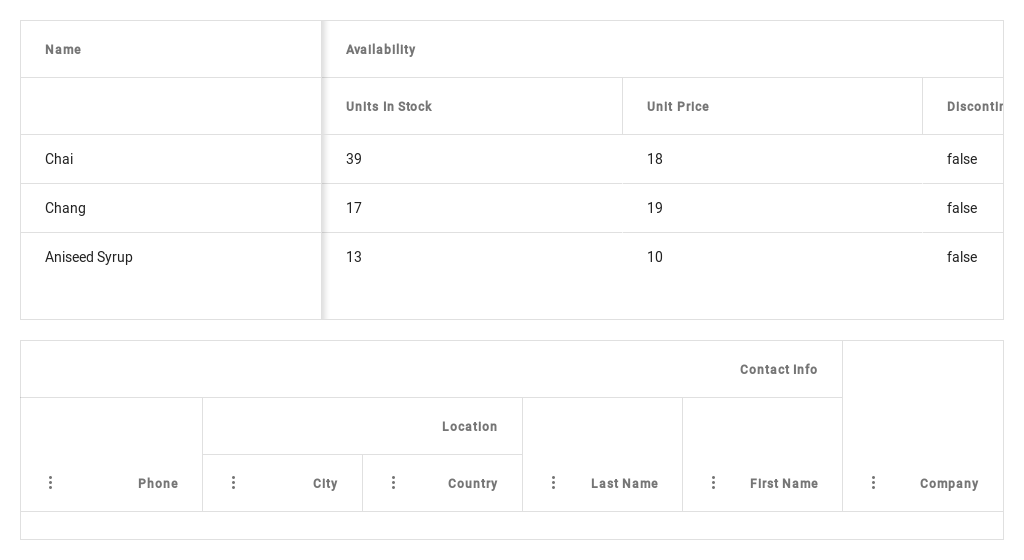 Name Availability
Units In Stock Unit Price
Chai 39 18 false
Chang 17 19 false
Aniseed Syrup 13 10 false
Contact Info
Location
Phone City Country Last Name First Name Company